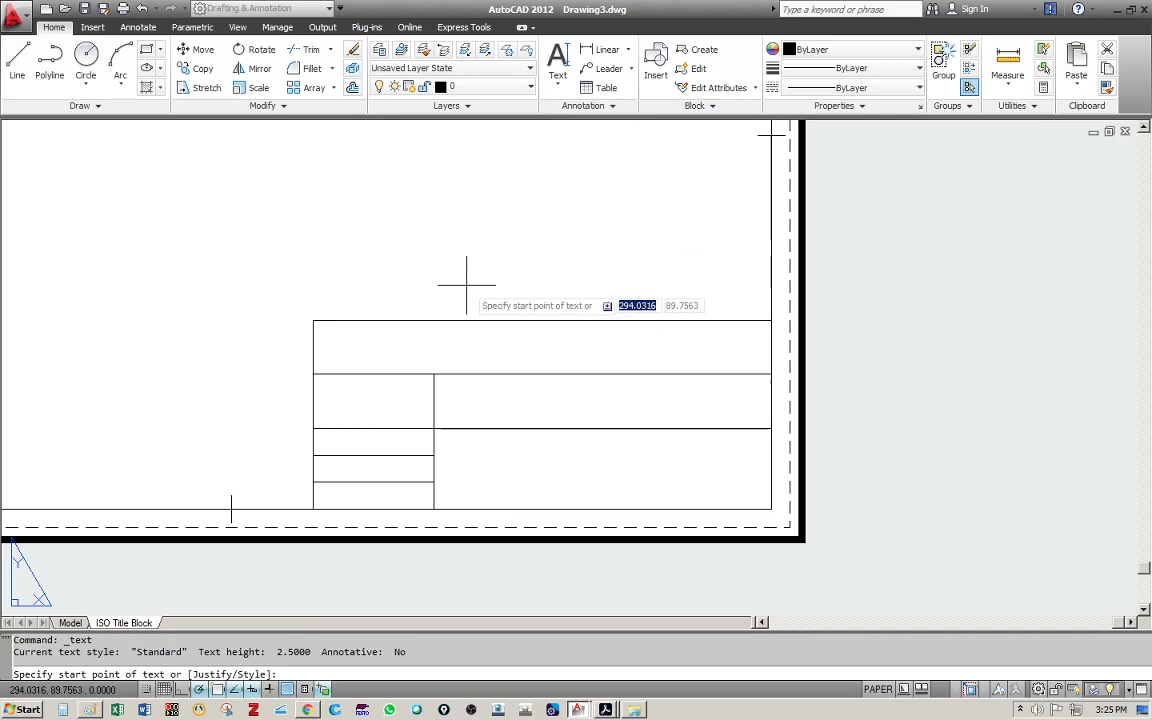 Drafting & Annotation
AutoCAD 2012 Drawing3.dwg
Type a keyword or phrase
Sign In
Home Insert Annotate Parametric View Manage Output Plug-ins Online Express Tools
Line Polyline Circle Arc
Move Rotate Trim
Copy Mirror Fillet
Stretch Scale Array
Unsaved Layer State
0
Text
Linear
Leader
Table
Insert
Create
Edit
Edit Attributes
ByLayer
ByLayer
ByLayer
Group
Measure
Paste
Draw Modify Layers Annotation Block Properties Groups Utilities Clipboard
Specify start point of text or 294.0316 89.7563
Y
X
Model ISO Title Block
Command: _text
Current text style: "Standard" Text height: 2.5000 Annotative: No
Specify start point of text or [Justify/Style]:
294.0316, 89.7563, 0.0000
PAPER
Start
3:25 PM